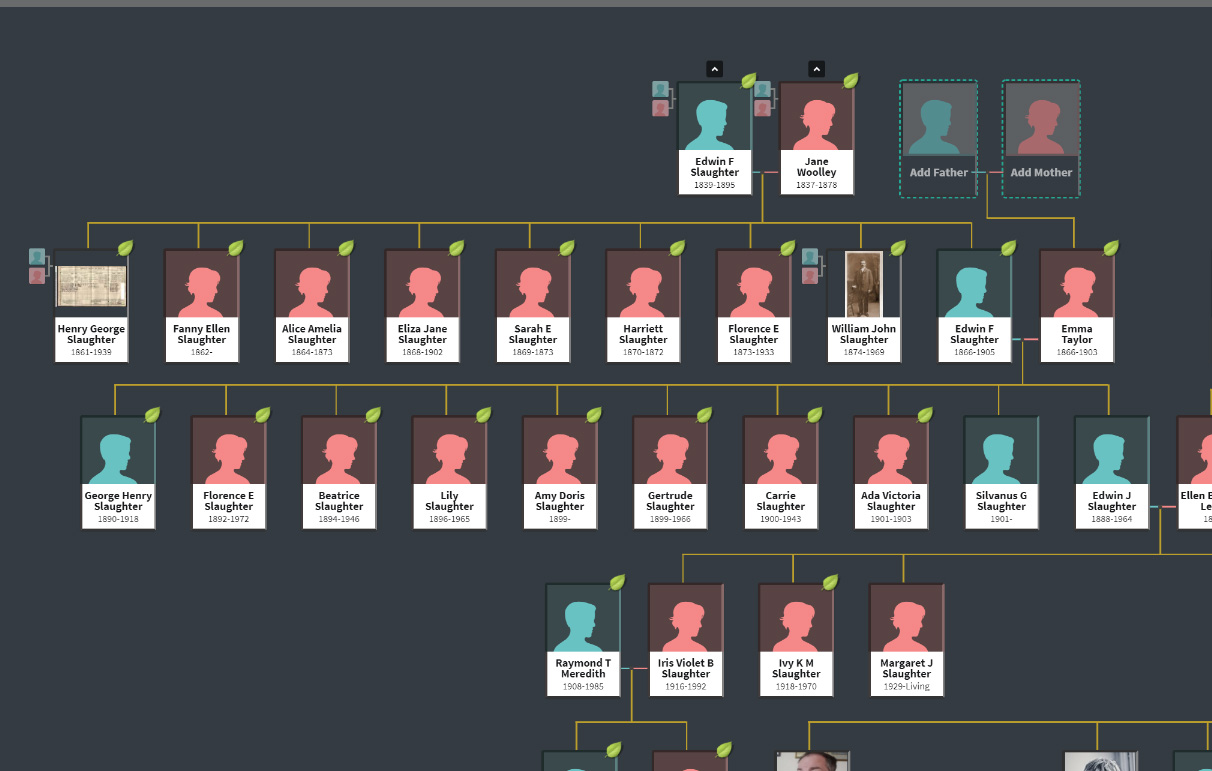 Edwin F
Slaughter
1839-1895
Jane
Woolley
1837-1878
Add Father
Add Mother
Henry George
Slaughter
1861-1939
Fanny Ellen
Slaughter
1862-
Alice Amelia
Slaughter
1864-1873
Eliza Jane
Slaughter
1868-1902
Sarah E
Slaughter
1869-1873
Harriett
Slaughter
1870-1872
Florence E
Slaughter
1873-1933
William John
Slaughter
1874-1969
Edwin F
Slaughter
1866-1905
Emma
Taylor
1866-1903
George Henry
Slaughter
1890-1918
Florence E
Slaughter
1892-1972
Beatrice
Slaughter
1894-1946
Lily
Slaughter
1896-1965
Amy Doris
Slaughter
1899-
Gertrude
Slaughter
1899-1966
Carrie
Slaughter
1900-1943
Ada Victoria
Slaughter
1901-1903
Silvanus G
Slaughter
1901-
Edwin J
Slaughter
1888-1964
Ellen
Le
18
Raymond T
Meredith
1908-1985
Iris Violet B
Slaughter
1916-1992
Ivy K M
Slaughter
1918-1970
Margaret J
Slaughter
1929-Living